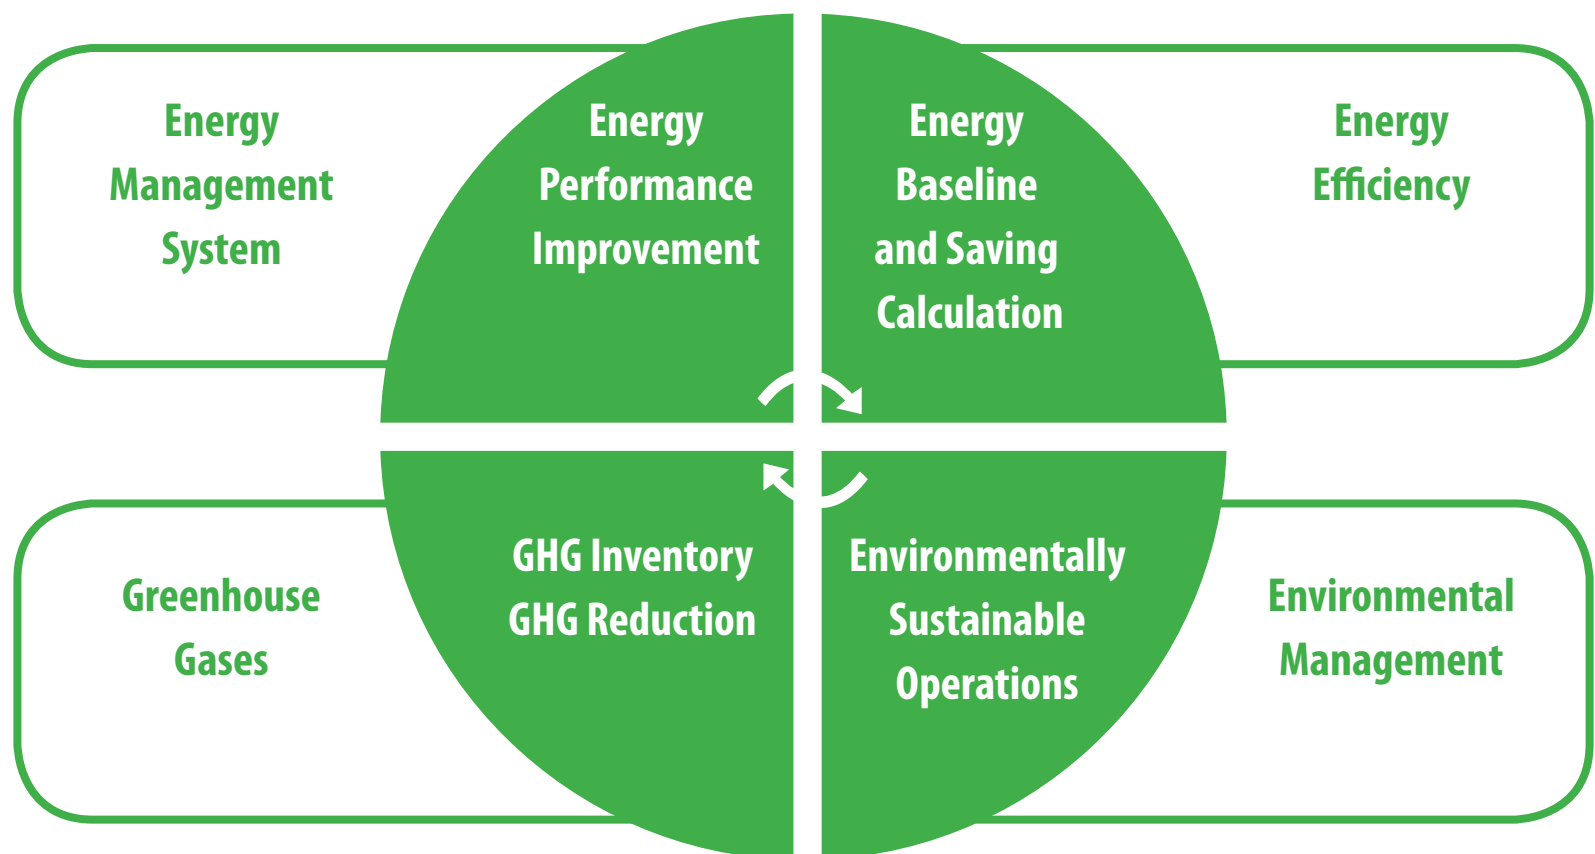 Energy
Management
System
Energy
Performance
Improvement
Energy
Baseline
and Saving
Calculation
Energy
Efficiency
Greenhouse
Gases
GHG Inventory
GHG Reduction
Environmentally
Sustainable
Operations
Environmental
Management